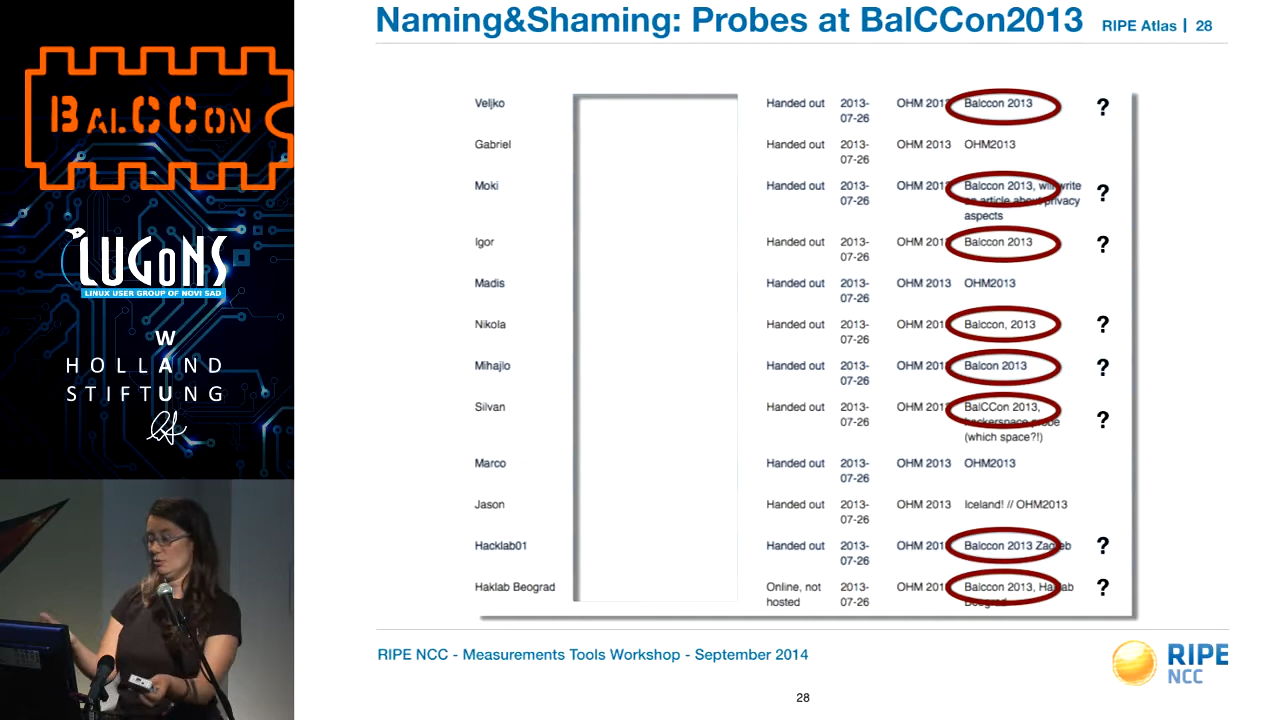 Naming&Shaming: Probes at BalCCon2013
RIPE Atlas | 28
BALCCON
LUGoNS
LINUX USER GROUP OF NOVI SAD
W
HOLLAND
STIFTUNG
Veljko Handed out 2013- OHM 2013 Balccon 2013 ?
07-26
Gabriel Handed out 2013- OHM 2013 OHM2013
07-26
Moki Handed out 2013- OHM 2013 Balccon 2013, will write ?
07-26 an article about privacy
aspects
Igor Handed out 2013- OHM 2013 Balccon 2013 ?
07-26
Madis Handed out 2013- OHM 2013 OHM2013
07-26
Nikola Handed out 2013- OHM 2013 Balccon, 2013 ?
07-26
Mihajlo Handed out 2013- OHM 2013 Balcon 2013 ?
07-26
Silvan Handed out 2013- OHM 2013 BalCCon 2013, ?
07-26 hackerspace probe
(which space?!)
Marco Handed out 2013- OHM 2013 OHM2013
07-26
Jason Handed out 2013- OHM 2013 Iceland! // OHM2013
07-26
Hacklab01 Handed out 2013- OHM 2013 Balccon 2013 Zagreb ?
07-26
Haklab Beograd Online, not 2013- OHM 2013 Balccon 2013, Haklab ?
hosted 07-26 Beograd
RIPE NCC - Measurements Tools Workshop - September 2014
RIPE
NCC
28